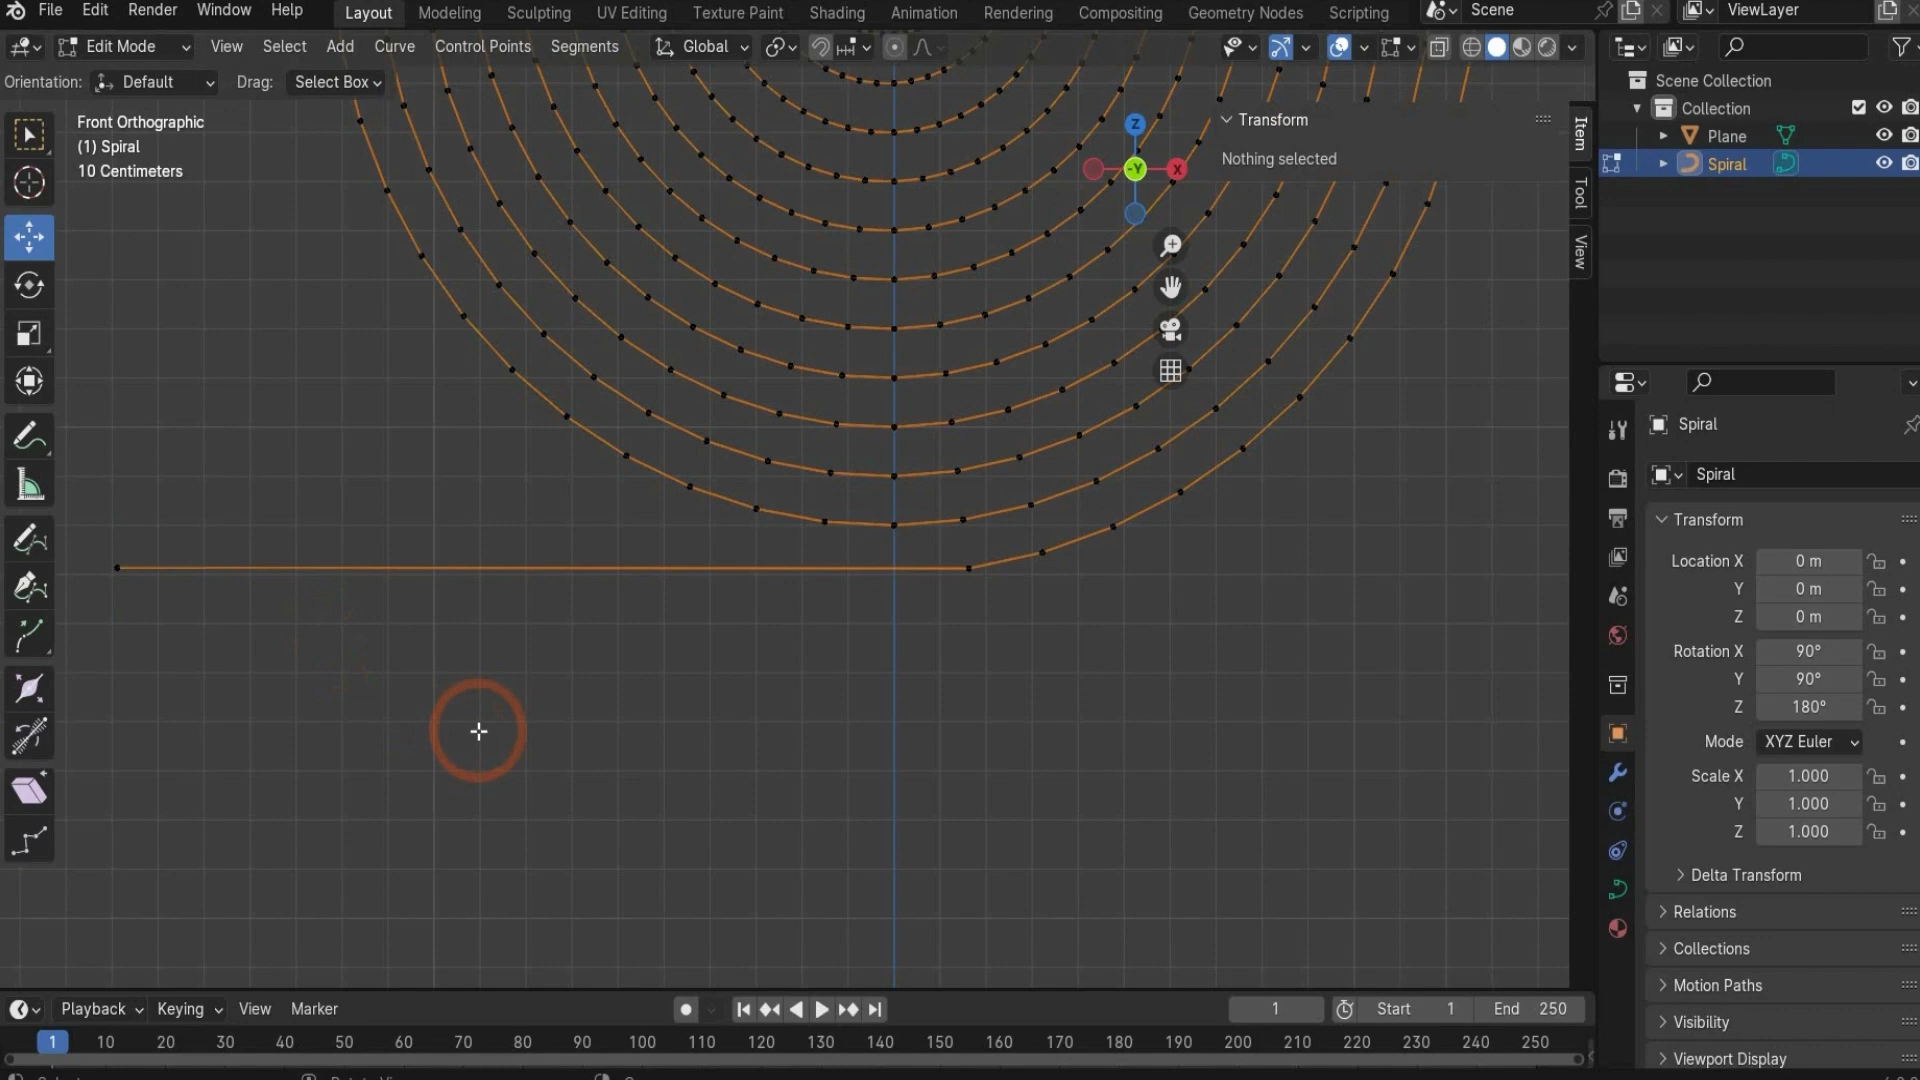 File Edit Render Window Help Layout Modeling Sculpting UV Editing Texture Paint Shading Animation Rendering Compositing Geometry Nodes Scripting Scene ViewLayer
Edit Mode View Select Add Curve Control Points Segments Global
Orientation: Default Drag: Select Box
Front Orthographic
(1) Spiral
10 Centimeters
Z
-Y
X
Transform
Nothing selected
Item
Tool
View
Scene Collection
Collection
Plane
Spiral
Spiral
Spiral
Transform
Location X 0 m
Y 0 m
Z 0 m
Rotation X 90°
Y 90°
Z 180°
Mode XYZ Euler
Scale X 1.000
Y 1.000
Z 1.000
Delta Transform
Relations
Collections
Motion Paths
Visibility
Viewport Display
Playback Keying View Marker 1 Start 1 End 250
1 10 20 30 40 50 60 70 80 90 100 110 120 130 140 150 160 170 180 190 200 210 220 230 240 250